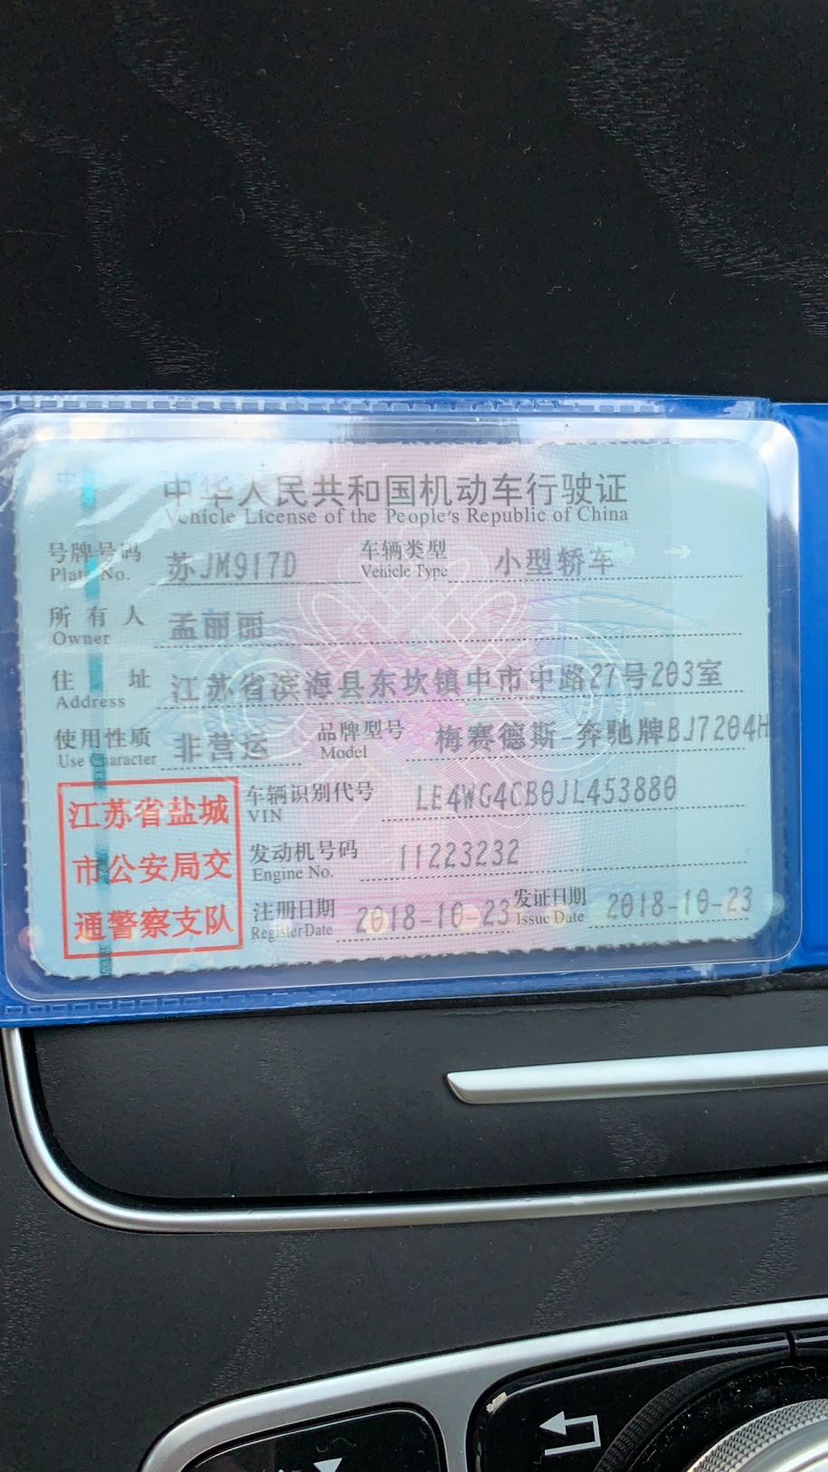 中华人民共和国机动车行驶证
Vehicle License of the People's Republic of China
号牌号码 苏JM917D 车辆类型 小型轿车
Plate No. Vehicle Type
所有人 孟丽丽
Owner
住址 江苏省滨海县东坎镇中市中路27号203室
Address
使用性质 非营运 品牌型号 梅赛德斯-奔驰牌BJ7204H
Use Character Model
江苏省盐城
市公安局交
通警察支队
车辆识别代号 LE4WG4CB0JL453880
VIN
发动机号码 11223232
Engine No.
注册日期 2018-10-23 发证日期 2018-10-23
Register Date Issue Date